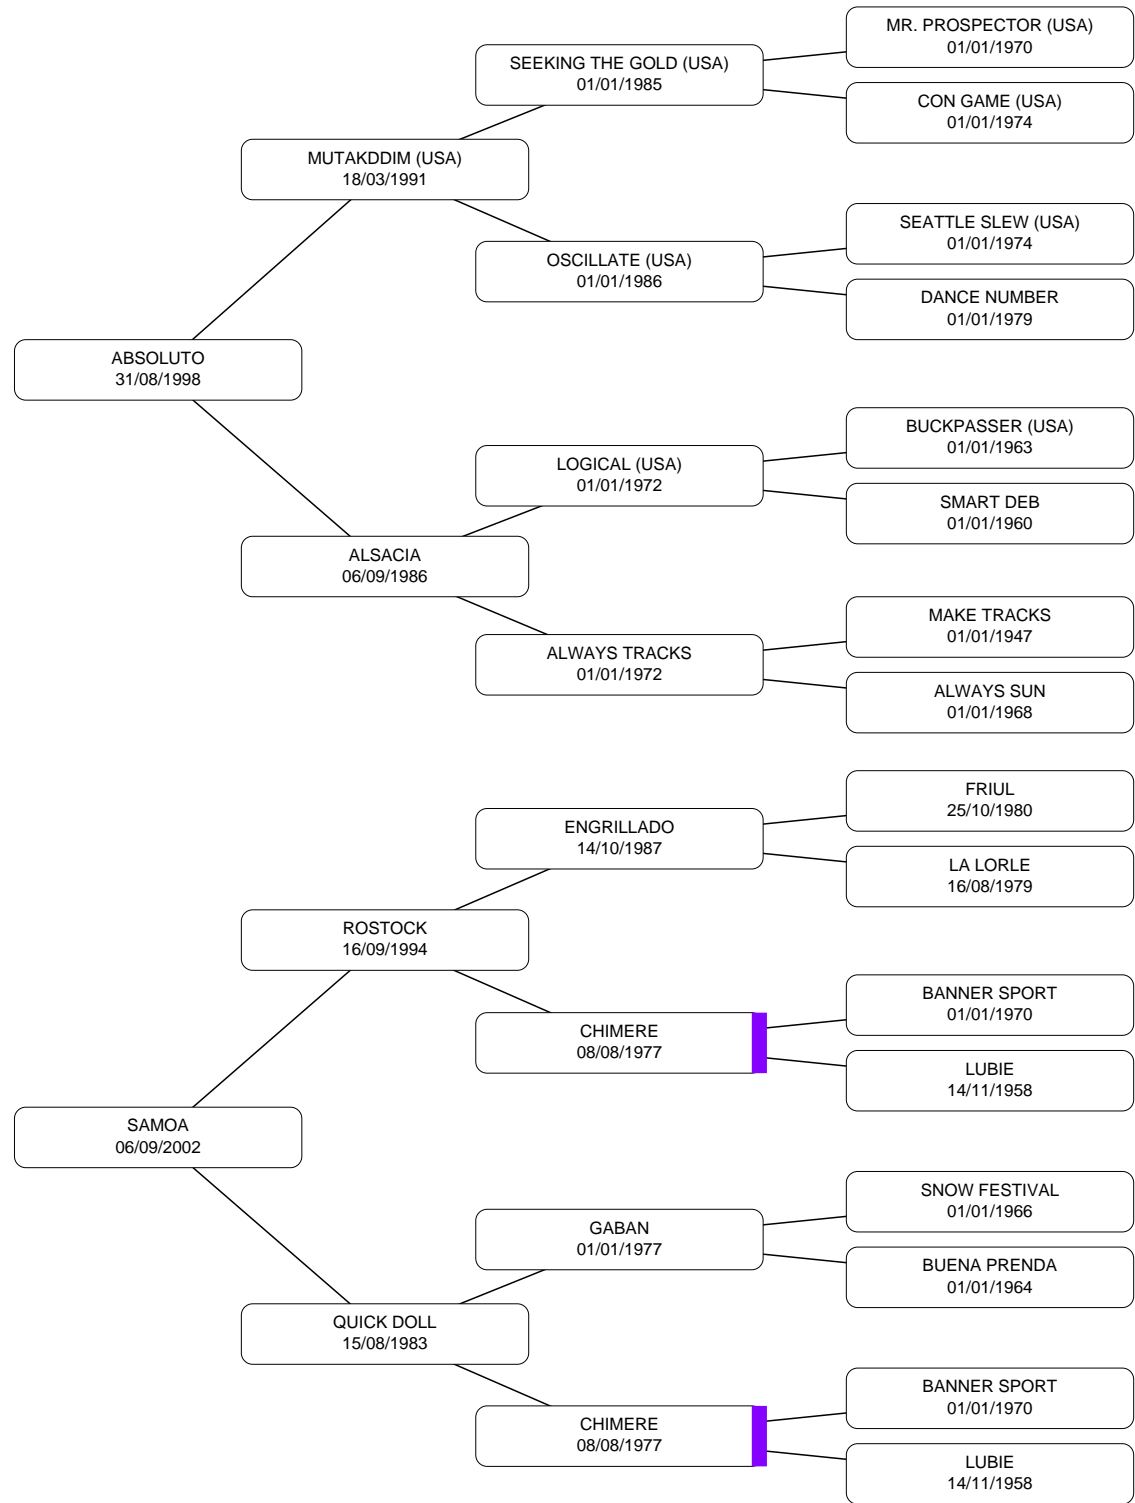 MR. PROSPECTOR (USA)
01/01/1970
SEEKING THE GOLD (USA)
01/01/1985
CON GAME (USA)
01/01/1974
MUTAKDDIM (USA)
18/03/1991
SEATTLE SLEW (USA)
01/01/1974
OSCILLATE (USA)
01/01/1986
DANCE NUMBER
01/01/1979
ABSOLUTO
31/08/1998
BUCKPASSER (USA)
01/01/1963
LOGICAL (USA)
01/01/1972
SMART DEB
01/01/1960
ALSACIA
06/09/1986
MAKE TRACKS
01/01/1947
ALWAYS TRACKS
01/01/1972
ALWAYS SUN
01/01/1968
FRIUL
25/10/1980
ENGRILLADO
14/10/1987
LA LORLE
16/08/1979
ROSTOCK
16/09/1994
BANNER SPORT
01/01/1970
CHIMERE
08/08/1977
LUBIE
14/11/1958
SAMOA
06/09/2002
SNOW FESTIVAL
01/01/1966
GABAN
01/01/1977
BUENA PRENDA
01/01/1964
QUICK DOLL
15/08/1983
BANNER SPORT
01/01/1970
CHIMERE
08/08/1977
LUBIE
14/11/1958